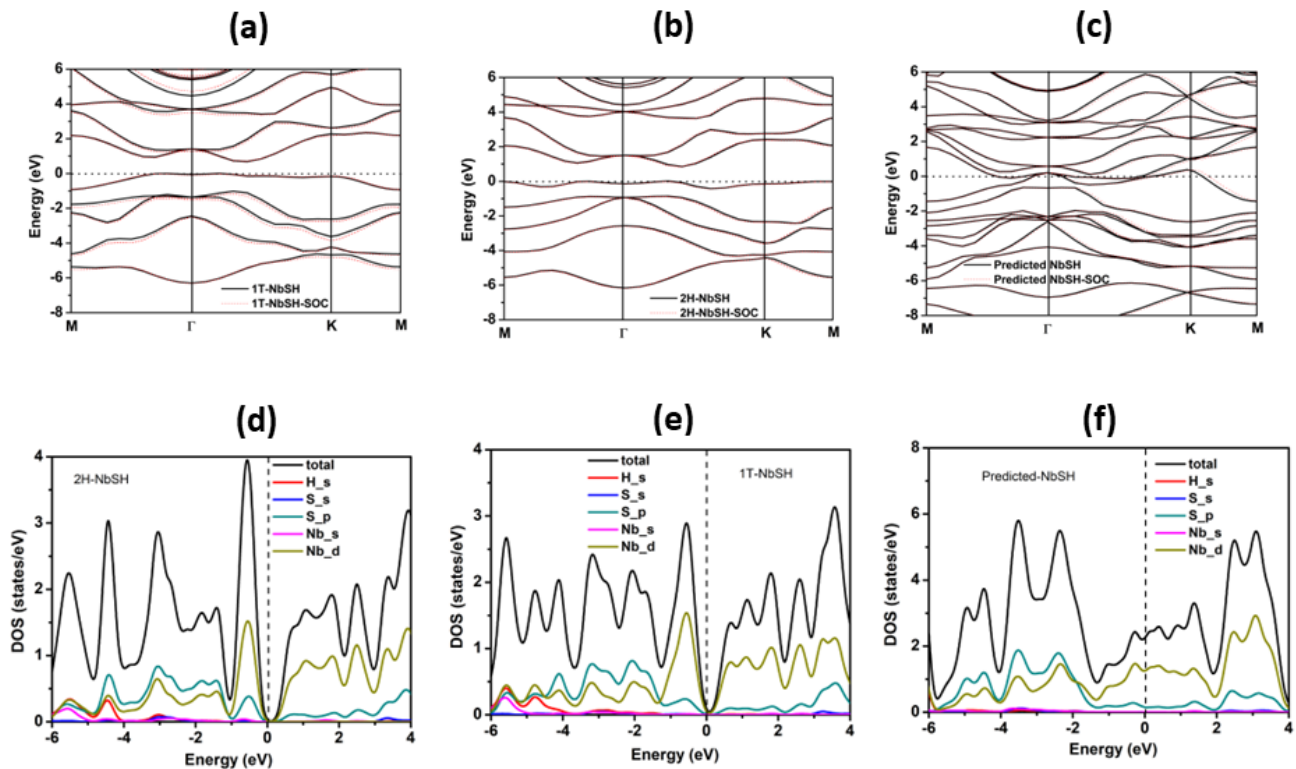 (a)
(b)
(c)
6
4
2
0
-2
-4
-6
-8
Energy (eV)
1T-NbSH
1T-NbSH-SOC
M
Γ
K
M
6
4
2
0
-2
-4
-6
-8
Energy (eV)
2H-NbSH
2H-NbSH-SOC
M
Γ
K
M
6
4
2
0
-2
-4
-6
-8
Energy (eV)
Predicted NbSH
Predicted NbSH-SOC
M
Γ
K
M
(d)
(e)
(f)
4
3
2
1
0
DOS (states/eV)
2H-NbSH
total
H_s
S_s
S_p
Nb_s
Nb_d
-6
-4
-2
0
2
4
Energy (eV)
4
3
2
1
0
DOS (states/eV)
total
H_s
S_s
S_p
Nb_s
Nb_d
1T-NbSH
-6
-4
-2
0
2
4
Energy (eV)
8
6
4
2
0
DOS (states/eV)
Predicted-NbSH
total
H_s
S_s
S_p
Nb_s
Nb_d
-6
-4
-2
0
2
4
Energy (eV)